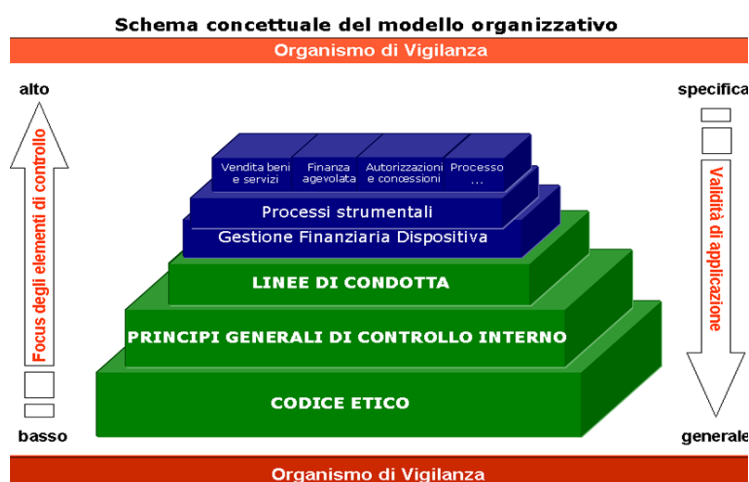 Schema concettuale del modello organizzativo
Organismo di Vigilanza
alto
specifica
Focus degli elementi di controllo
Validità di applicazione
Vendita beni
e servizi
Finanza
agevolata
Autorizzazioni
e concessioni
Processo
...
Processi strumentali
Gestione Finanziaria Dispositiva
LINEE DI CONDOTTA
PRINCIPI GENERALI DI CONTROLLO INTERNO
CODICE ETICO
basso
generale
Organismo di Vigilanza